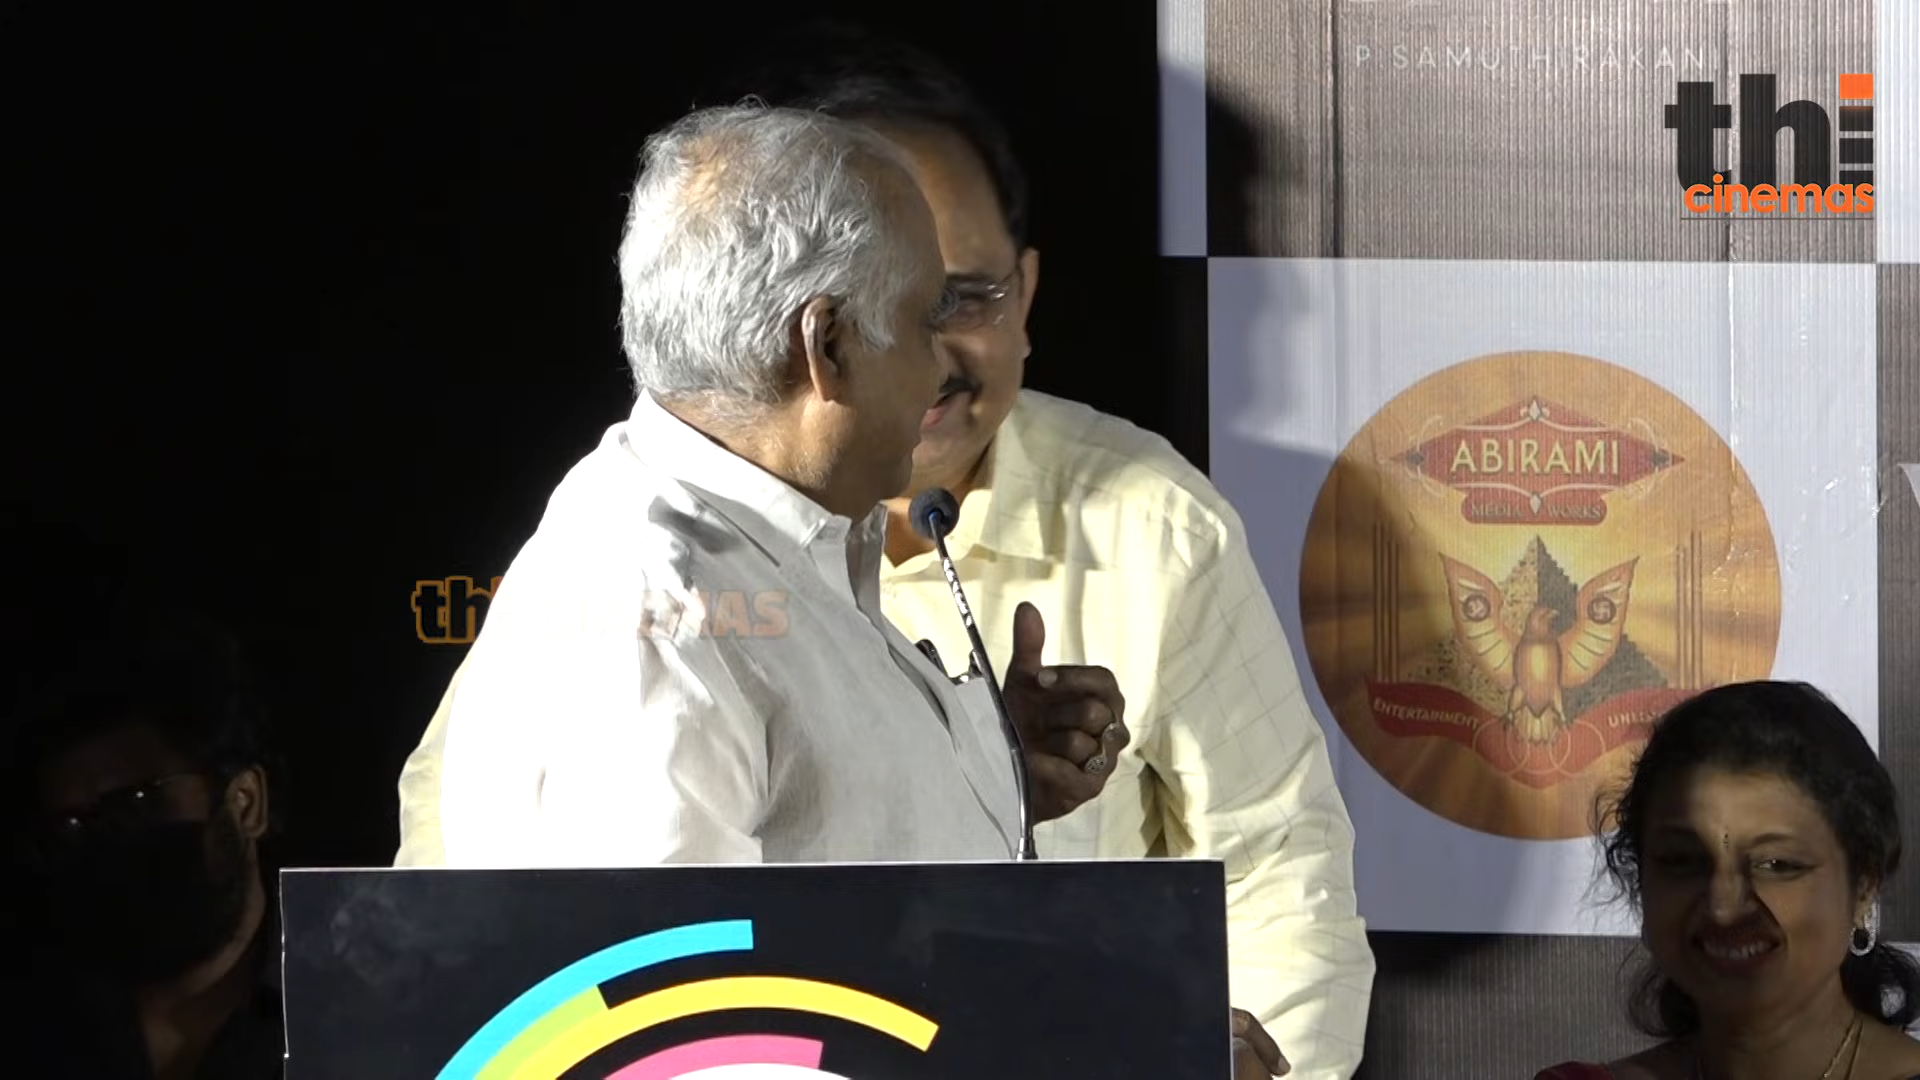 P SAMUTHIRAKANI
thi
cinemas
ABIRAMI
MEDIA WORKS
ENTERTAINMENT